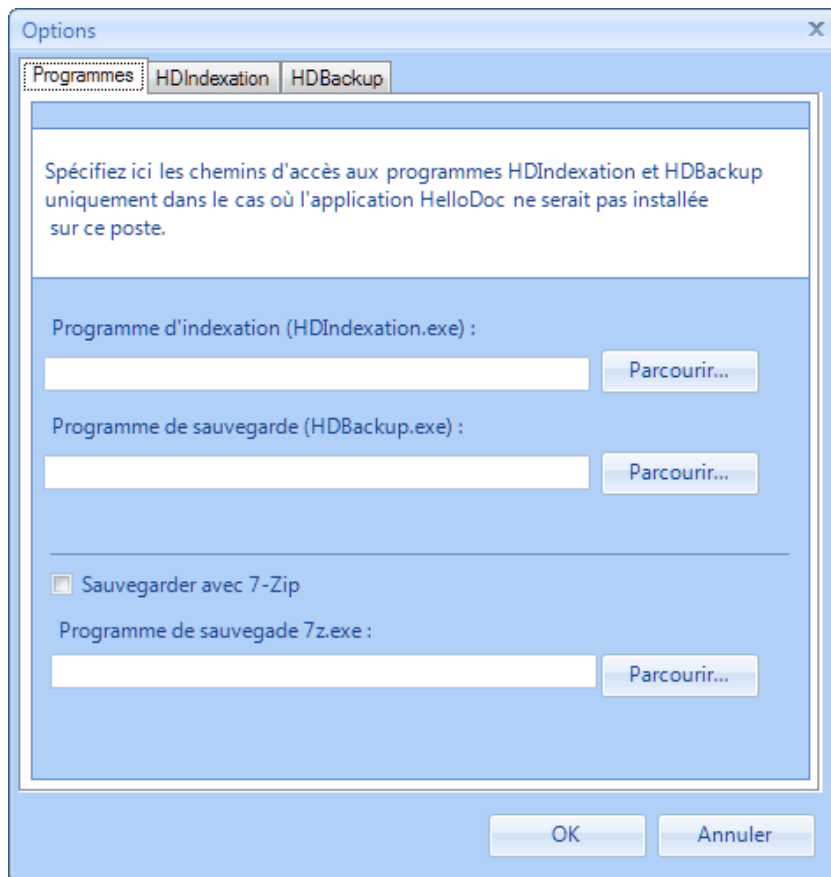 Options
Programmes HDIndexation HDBackup
Spécifiez ici les chemins d'accès aux programmes HDIndexation et HDBackup
uniquement dans le cas où l'application HelloDoc ne serait pas installée
sur ce poste.
Programme d'indexation (HDIndexation.exe) :
Parcourir...
Programme de sauvegarde (HDBackup.exe) :
Parcourir...
Sauvegarder avec 7-Zip
Programme de sauvegade 7z.exe :
Parcourir...
OK Annuler